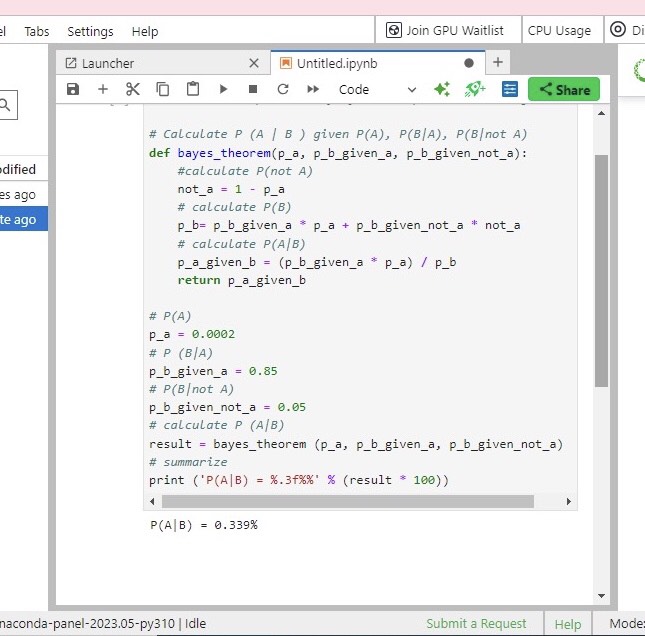 Tabs Settings Help Join GPU Waitlist CPU Usage
Launcher Untitled.ipynb
Code Share
# Calculate P (A | B ) given P(A), P(B|A), P(B|not A)
def bayes_theorem(p_a, p_b_given_a, p_b_given_not_a):
#calculate P(not A)
not_a = 1 - p_a
# calculate P(B)
p_b= p_b_given_a * p_a + p_b_given_not_a * not_a
# calculate P(A|B)
p_a_given_b = (p_b_given_a * p_a) / p_b
return p_a_given_b
# P(A)
p_a = 0.0002
# P (B|A)
p_b_given_a = 0.85
# P(B|not A)
p_b_given_not_a = 0.05
# calculate P (A|B)
result = bayes_theorem (p_a, p_b_given_a, p_b_given_not_a)
# summarize
print ('P(A|B) = %.3f%%' % (result * 100))
P(A|B) = 0.339%
odified
es ago
te ago
naconda-panel-2023.05-py310 | Idle Submit a Request Help Mode: